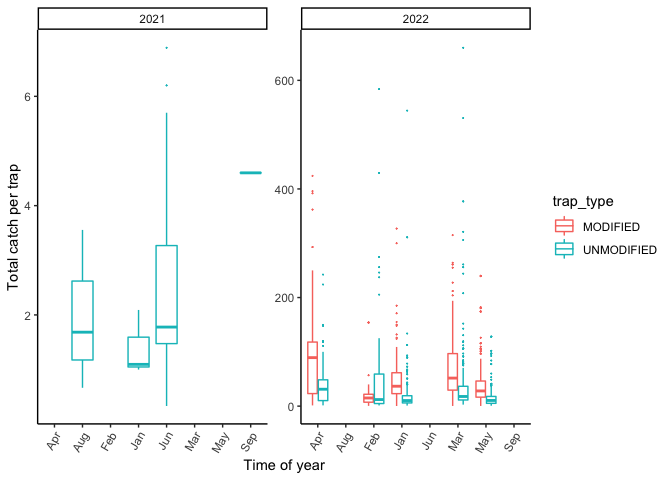 2021
2022
Total catch per trap
6
4
2
600
400
200
0
Apr
Aug
Feb
Jan
Jun
Mar
May
Sep
Apr
Aug
Feb
Jan
Jun
Mar
May
Sep
Time of year
trap_type
MODIFIED
UNMODIFIED